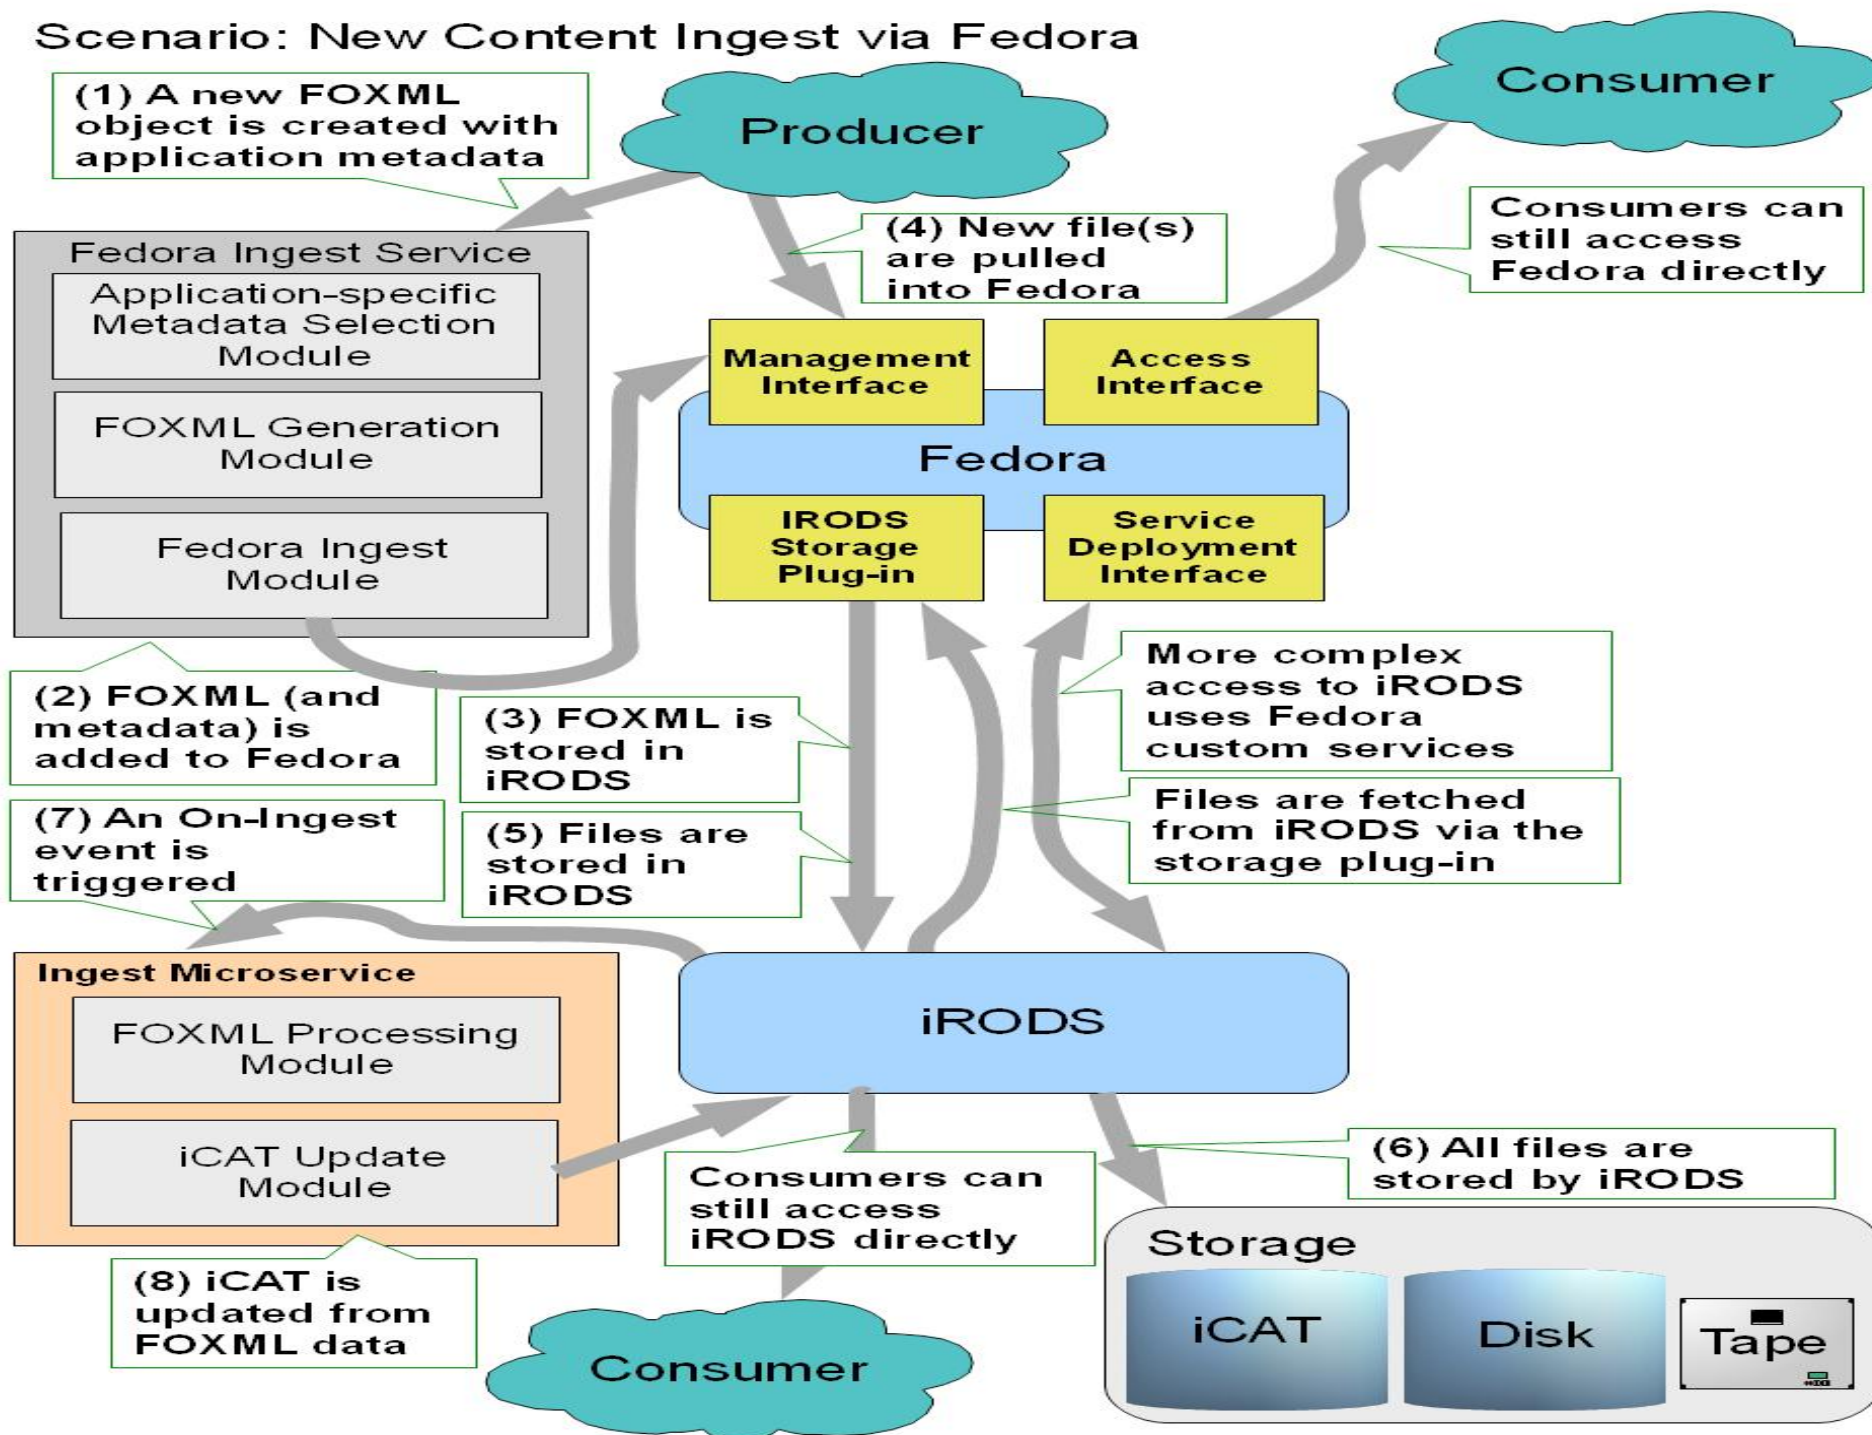 Scenario: New Content Ingest via Fedora
(1) A new FOXML
object is created with
application metadata
Producer
Consumer
Consumers can
still access
Fedora directly
(4) New file(s)
are pulled
into Fedora
Fedora Ingest Service
Application-specific
Metadata Selection
Module
FOXML Generation
Module
Fedora Ingest
Module
Management
Interface
Access
Interface
Fedora
IRODS
Storage
Plug-in
Service
Deployment
Interface
(2) FOXML (and
metadata) is
added to Fedora
(3) FOXML is
stored in
iRODS
More complex
access to iRODS
uses Fedora
custom services
(7) An On-Ingest
event is
triggered
(5) Files are
stored in
iRODS
Files are fetched
from iRODS via the
storage plug-in
Ingest Microservice
FOXML Processing
Module
iCAT Update
Module
iRODS
Consumers can
still access
iRODS directly
(6) All files are
stored by iRODS
(8) iCAT is
updated from
FOXML data
Consumer
Storage
iCAT
Disk
Tape